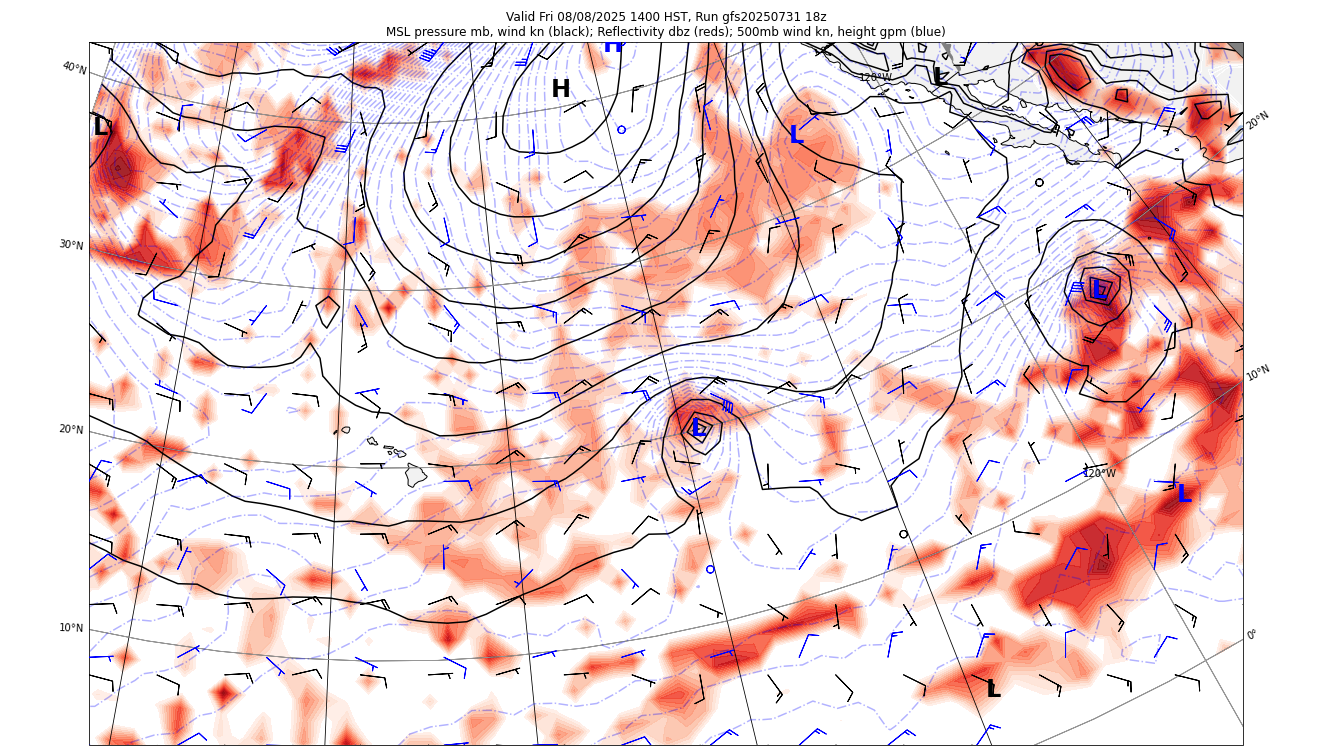 Valid Fri 08/08/2025 1400 HST, Run gfs20250731 18z
MSL pressure mb, wind kn (black); Reflectivity dbz (reds); 500mb wind kn, height gpm (blue)
H
40°N
120°W
L
H
L
L
20°N
30°N
L
10°N
20°N
L
120°W
L
10°N
0°
L